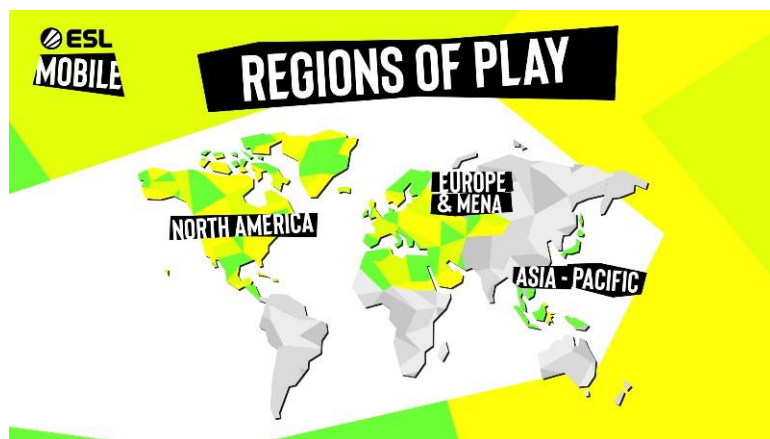 ESL
MOBILE
REGIONS OF PLAY
EUROPE
& MENA
NORTH AMERICA
ASIA - PACIFIC